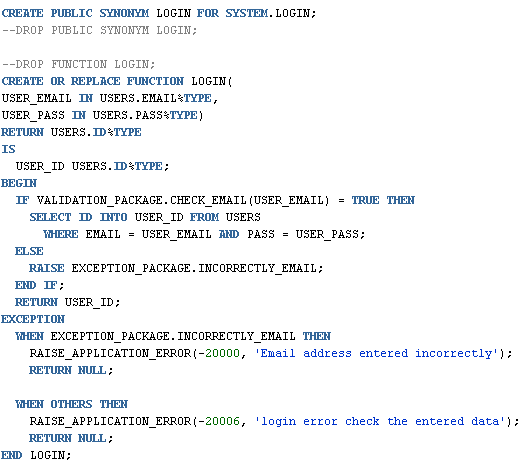 CREATE PUBLIC SYNONYM LOGIN FOR SYSTEM.LOGIN;
--DROP PUBLIC SYNONYM LOGIN;

--DROP FUNCTION LOGIN;
CREATE OR REPLACE FUNCTION LOGIN(
USER_EMAIL IN USERS.EMAIL%TYPE,
USER_PASS IN USERS.PASS%TYPE)
RETURN USERS.ID%TYPE
IS
  USER_ID USERS.ID%TYPE;
BEGIN
  IF VALIDATION_PACKAGE.CHECK_EMAIL(USER_EMAIL) = TRUE THEN
    SELECT ID INTO USER_ID FROM USERS
      WHERE EMAIL = USER_EMAIL AND PASS = USER_PASS;
  ELSE
    RAISE EXCEPTION_PACKAGE.INCORRECTLY_EMAIL;
  END IF;
  RETURN USER_ID;
EXCEPTION
  WHEN EXCEPTION_PACKAGE.INCORRECTLY_EMAIL THEN
    RAISE_APPLICATION_ERROR(-20000, 'Email address entered incorrectly');
    RETURN NULL;

  WHEN OTHERS THEN
    RAISE_APPLICATION_ERROR(-20006, 'login error check the entered data');
    RETURN NULL;
END LOGIN;